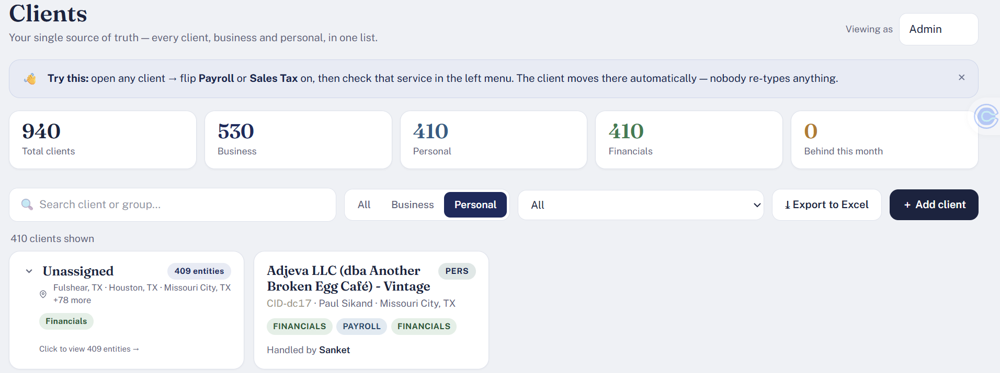 Clients
Your single source of truth — every client, business and personal, in one list.
Viewing as
Admin
Try this: open any client → flip Payroll or Sales Tax on, then check that service in the left menu. The client moves there automatically — nobody re-types anything.
×
940
Total clients
530
Business
410
Personal
410
Financials
0
Behind this month
Search client or group...
All
Business
Personal
All
⤓ Export to Excel
+ Add client
410 clients shown
Unassigned
409 entities
Fulshear, TX · Houston, TX · Missouri City, TX
+78 more
Financials
Click to view 409 entities →
Adjeva LLC (dba Another
Broken Egg Café) - Vintage
PERS
CID-dc17 · Paul Sikand · Missouri City, TX
FINANCIALS
PAYROLL
FINANCIALS
Handled by Sanket